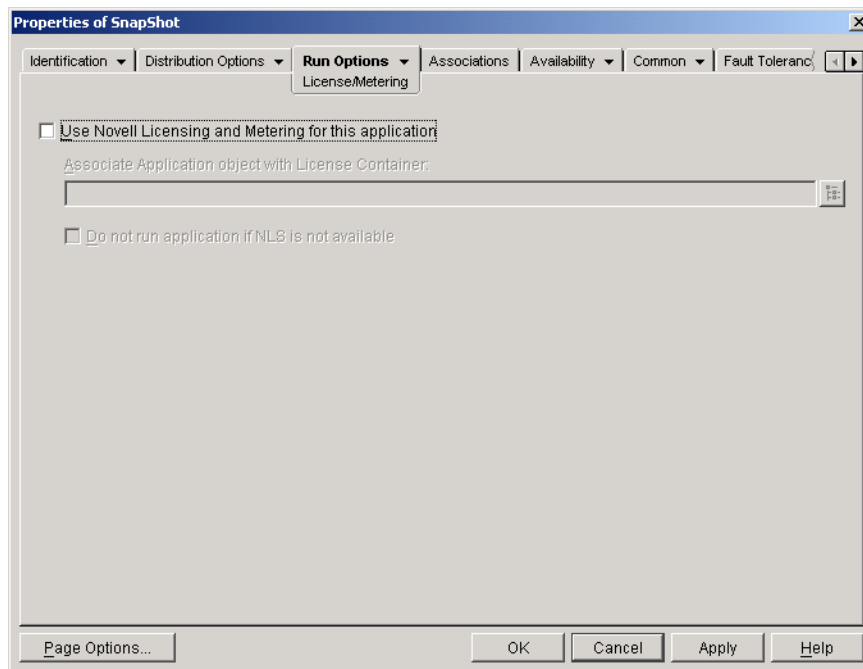 Properties of SnapShot
Identification Distribution Options Run Options Associations Availability Common Fault Toleranc
License/Metering
Use Novell Licensing and Metering for this application
Associate Application object with License Container:
Do not run application if NLS is not available
Page Options... OK Cancel Apply Help